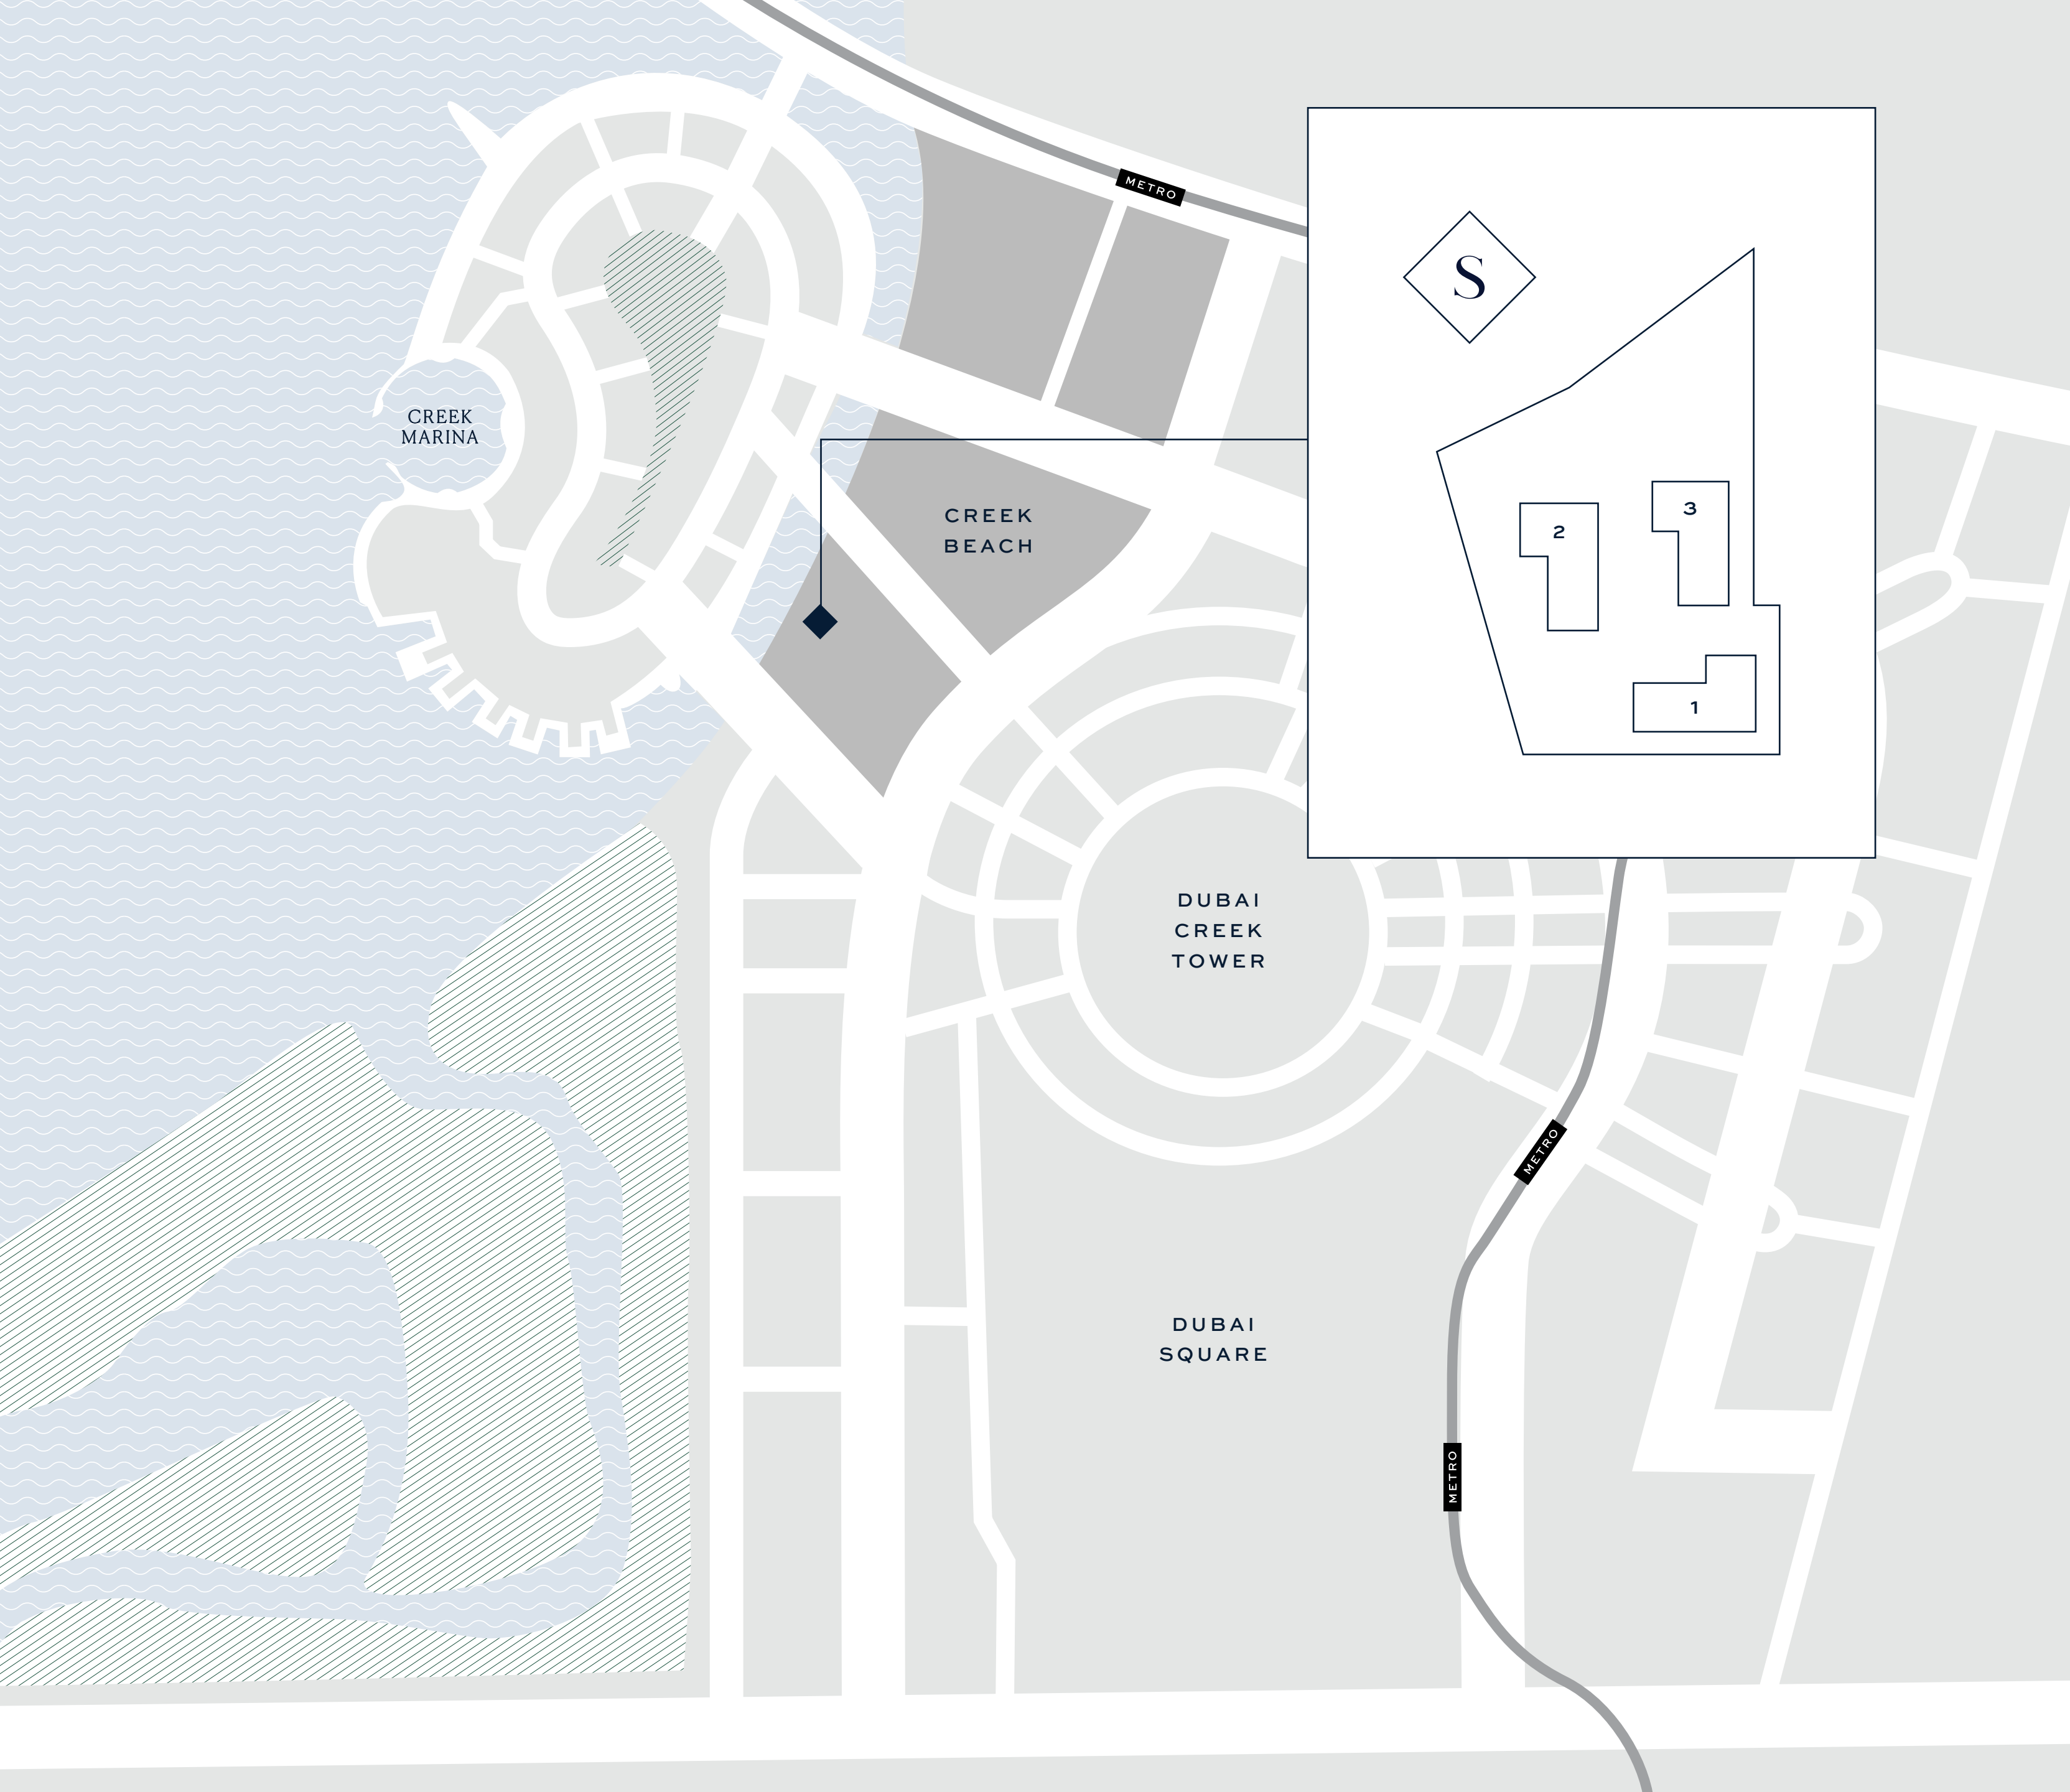 METRO
S
CREEK
MARINA
CREEK
BEACH
2
3
1
DUBAI
CREEK
TOWER
METRO
DUBAI
SQUARE
METRO